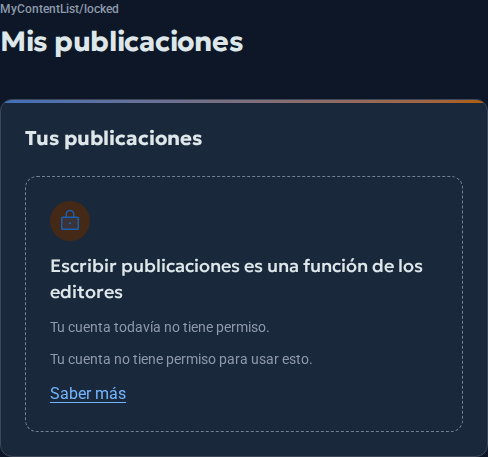 MyContentList/locked
Mis publicaciones
Tus publicaciones
Escribir publicaciones es una función de los
editores
Tu cuenta todavía no tiene permiso.
Tu cuenta no tiene permiso para usar esto.
Saber más